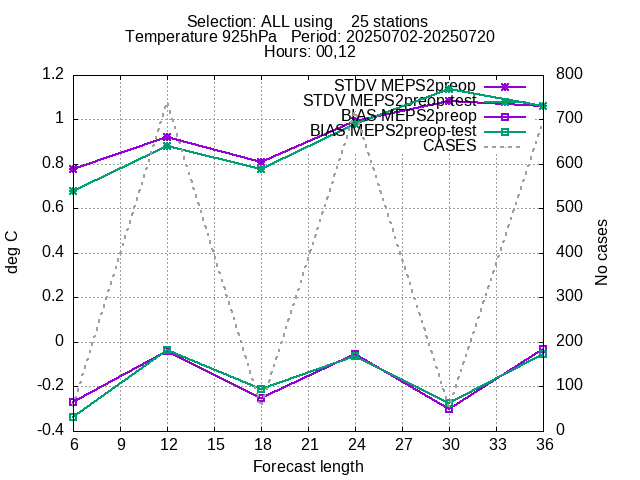 Selection: ALL using 25 stations
Temperature 925hPa Period: 20250702-20250720
Hours: 00,12
STDV MEPS2preop
STDV MEPS2preop-test
BIAS MEPS2preop
BIAS MEPS2preop-test
CASES
1.2
1
0.8
0.6
0.4
0.2
0
-0.2
-0.4
deg C
800
700
600
500
400
300
200
100
0
No cases
6 9 12 15 18 21 24 27 30 33 36
Forecast length